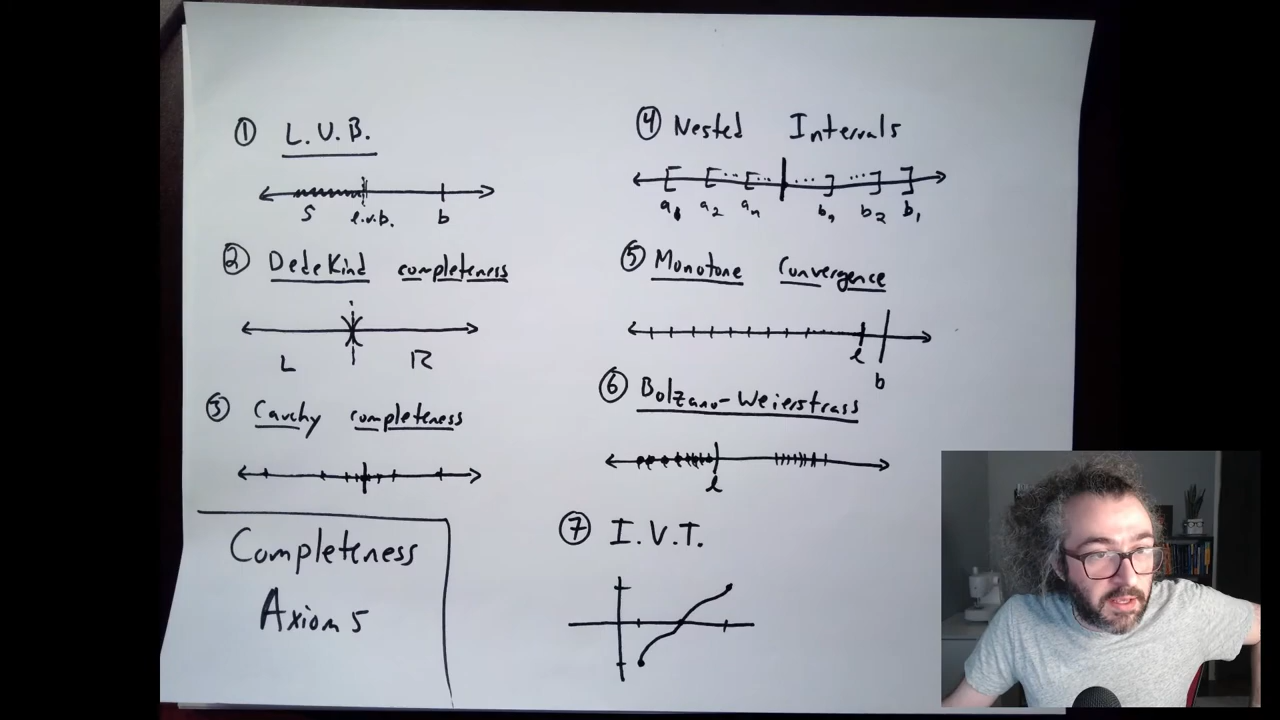 ① L.U.B.
S l.u.b. b
② Dedekind completeness
L R
③ Cauchy completeness
Completeness
Axioms
④ Nested Intervals
a₁ a₂ aₙ bₙ b₂ b₁
⑤ Monotone Convergence
l
b
⑥ Bolzano-Weierstrass
l
⑦ I.V.T.